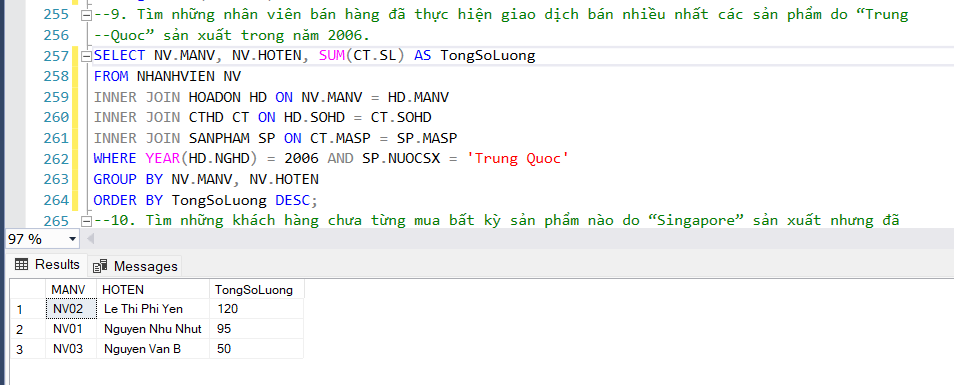 255 --9. Tìm những nhân viên bán hàng đã thực hiện giao dịch bán nhiều nhất các sản phẩm do “Trung
256 --Quoc” sản xuất trong năm 2006.
257 SELECT NV.MANV, NV.HOTEN, SUM(CT.SL) AS TongSoLuong
258 FROM NHANHVIEN NV
259 INNER JOIN HOADON HD ON NV.MANV = HD.MANV
260 INNER JOIN CTHD CT ON HD.SOHD = CT.SOHD
261 INNER JOIN SANPHAM SP ON CT.MASP = SP.MASP
262 WHERE YEAR(HD.NGHD) = 2006 AND SP.NUOCSX = 'Trung Quoc'
263 GROUP BY NV.MANV, NV.HOTEN
264 ORDER BY TongSoLuong DESC;
265 --10. Tìm những khách hàng chưa từng mua bất kỳ sản phẩm nào do “Singapore” sản xuất nhưng đã
97 %
Results Messages
MANV HOTEN TongSoLuong
1 NV02 Le Thi Phi Yen 120
2 NV01 Nguyen Nhu Nhut 95
3 NV03 Nguyen Van B 50